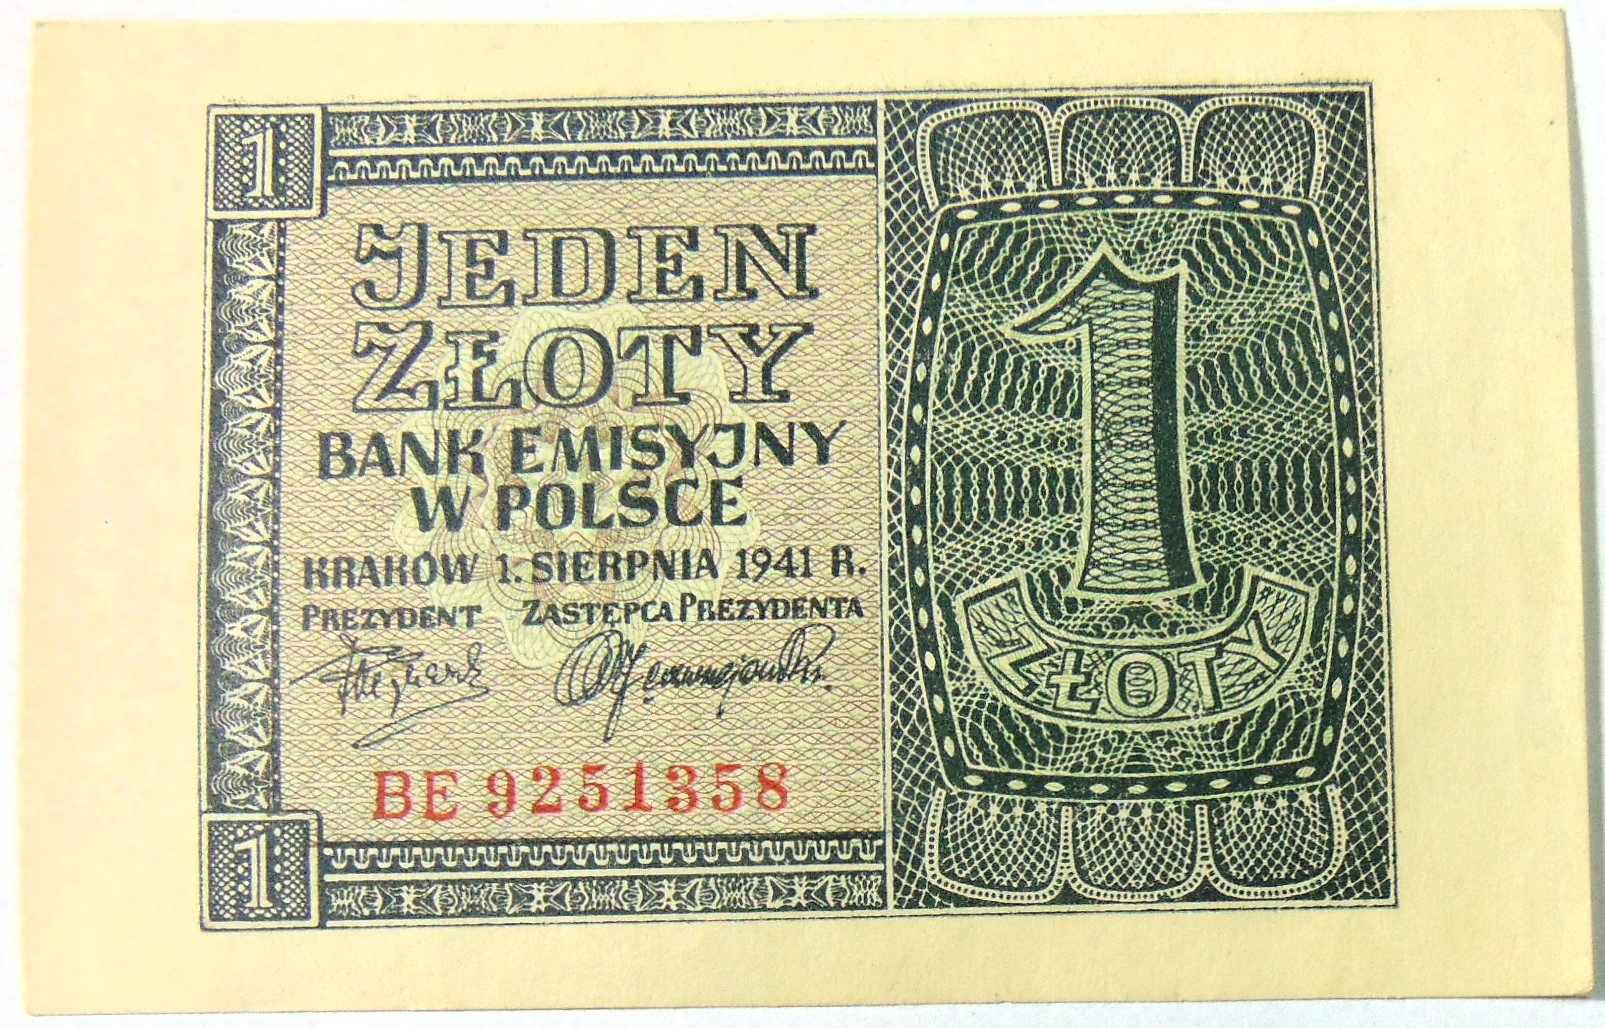 1
JEDEN
ZŁOTY
BANK EMISYJNY
W POLSCE
KRAKÓW 1. SIERPNIA 1941 R.
PREZYDENT ZASTĘPCA PREZYDENTA
BE 9251358
1
1
ZŁOTY